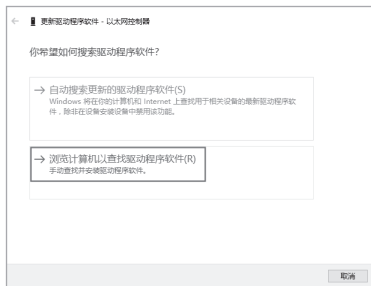 更新驱动程序软件 - 以太网控制器
你希望如何搜索驱动程序软件?
→ 自动搜索更新的驱动程序软件(S)
Windows 将在你的计算机和 Internet 上查找用于相关设备的最新驱动程序软
件，除非在设备安装设备中禁用该功能。
→ 浏览计算机以查找驱动程序软件(R)
手动查找并安装驱动程序软件。
取消